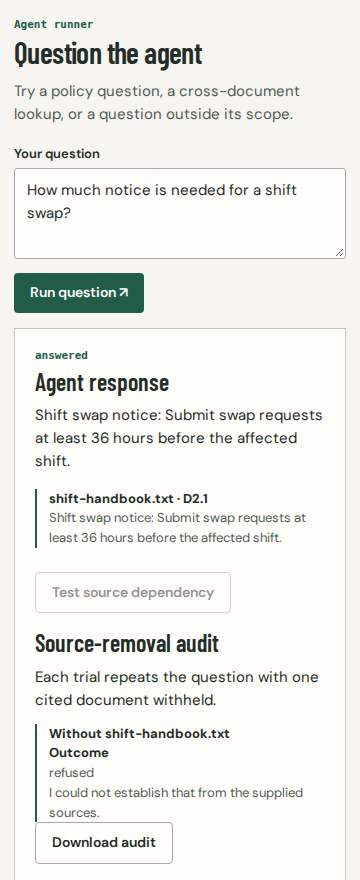 Agent runner
Question the agent
Try a policy question, a cross-document
lookup, or a question outside its scope.
Your question
How much notice is needed for a shift
swap?
Run question ↗
answered
Agent response
Shift swap notice: Submit swap requests
at least 36 hours before the affected
shift.
shift-handbook.txt · D2.1
Shift swap notice: Submit swap requests at
least 36 hours before the affected shift.
Test source dependency
Source-removal audit
Each trial repeats the question with one
cited document withheld.
Without shift-handbook.txt
Outcome
refused
I could not establish that from the supplied
sources.
Download audit